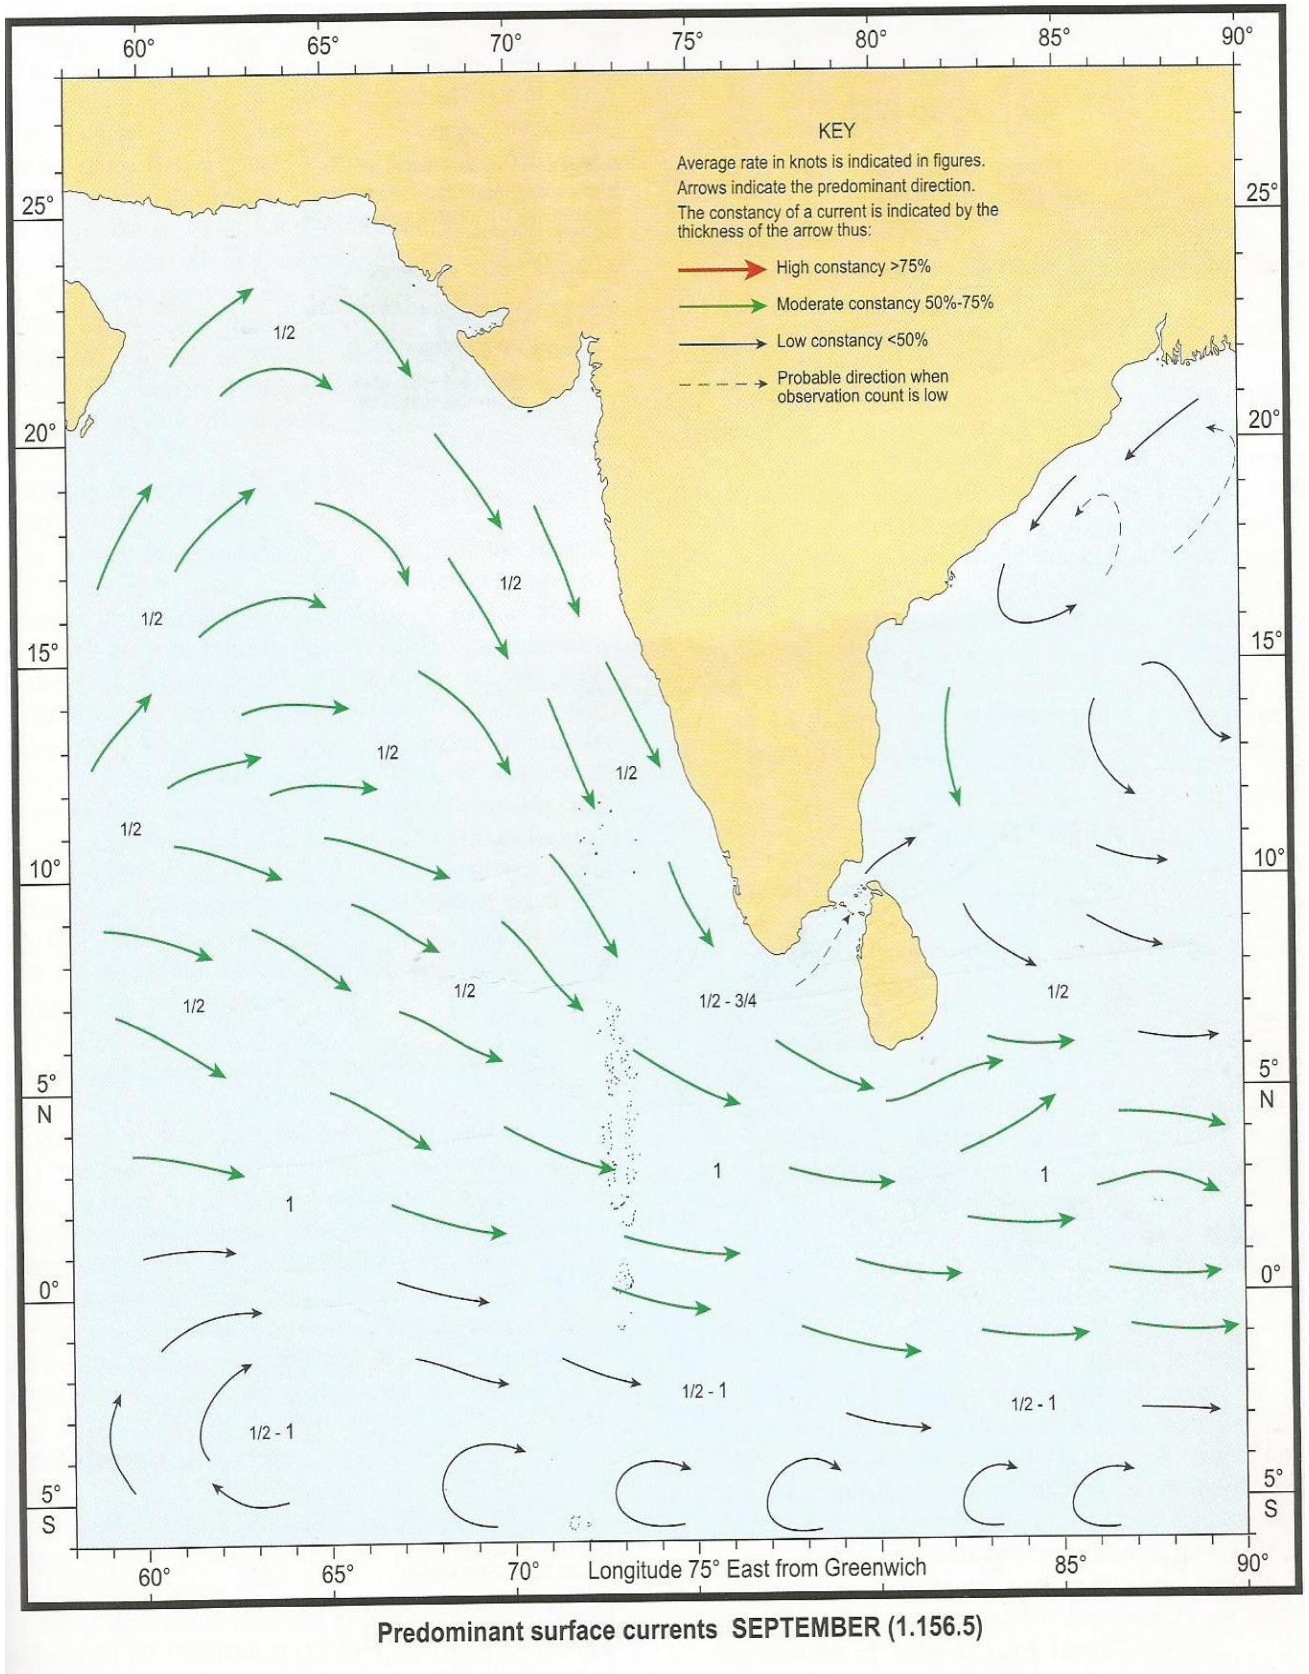 60° 65° 70° 75° 80° 85° 90°
KEY
Average rate in knots is indicated in figures.
Arrows indicate the predominant direction.
The constancy of a current is indicated by the
thickness of the arrow thus:
High constancy >75%
Moderate constancy 50%-75%
Low constancy <50%
Probable direction when
observation count is low
25° 25°
1/2
20° 20°
1/2
1/2
15° 15°
1/2
1/2
1/2
10° 10°
1/2
1/2
1/2 - 3/4
1/2
5° 5°
N N
1
1
1
0° 0°
1/2 - 1
1/2 - 1
1/2 - 1
5° 5°
S S
60° 65° 70° Longitude 75° East from Greenwich 85° 90°
Predominant surface currents SEPTEMBER (1.156.5)